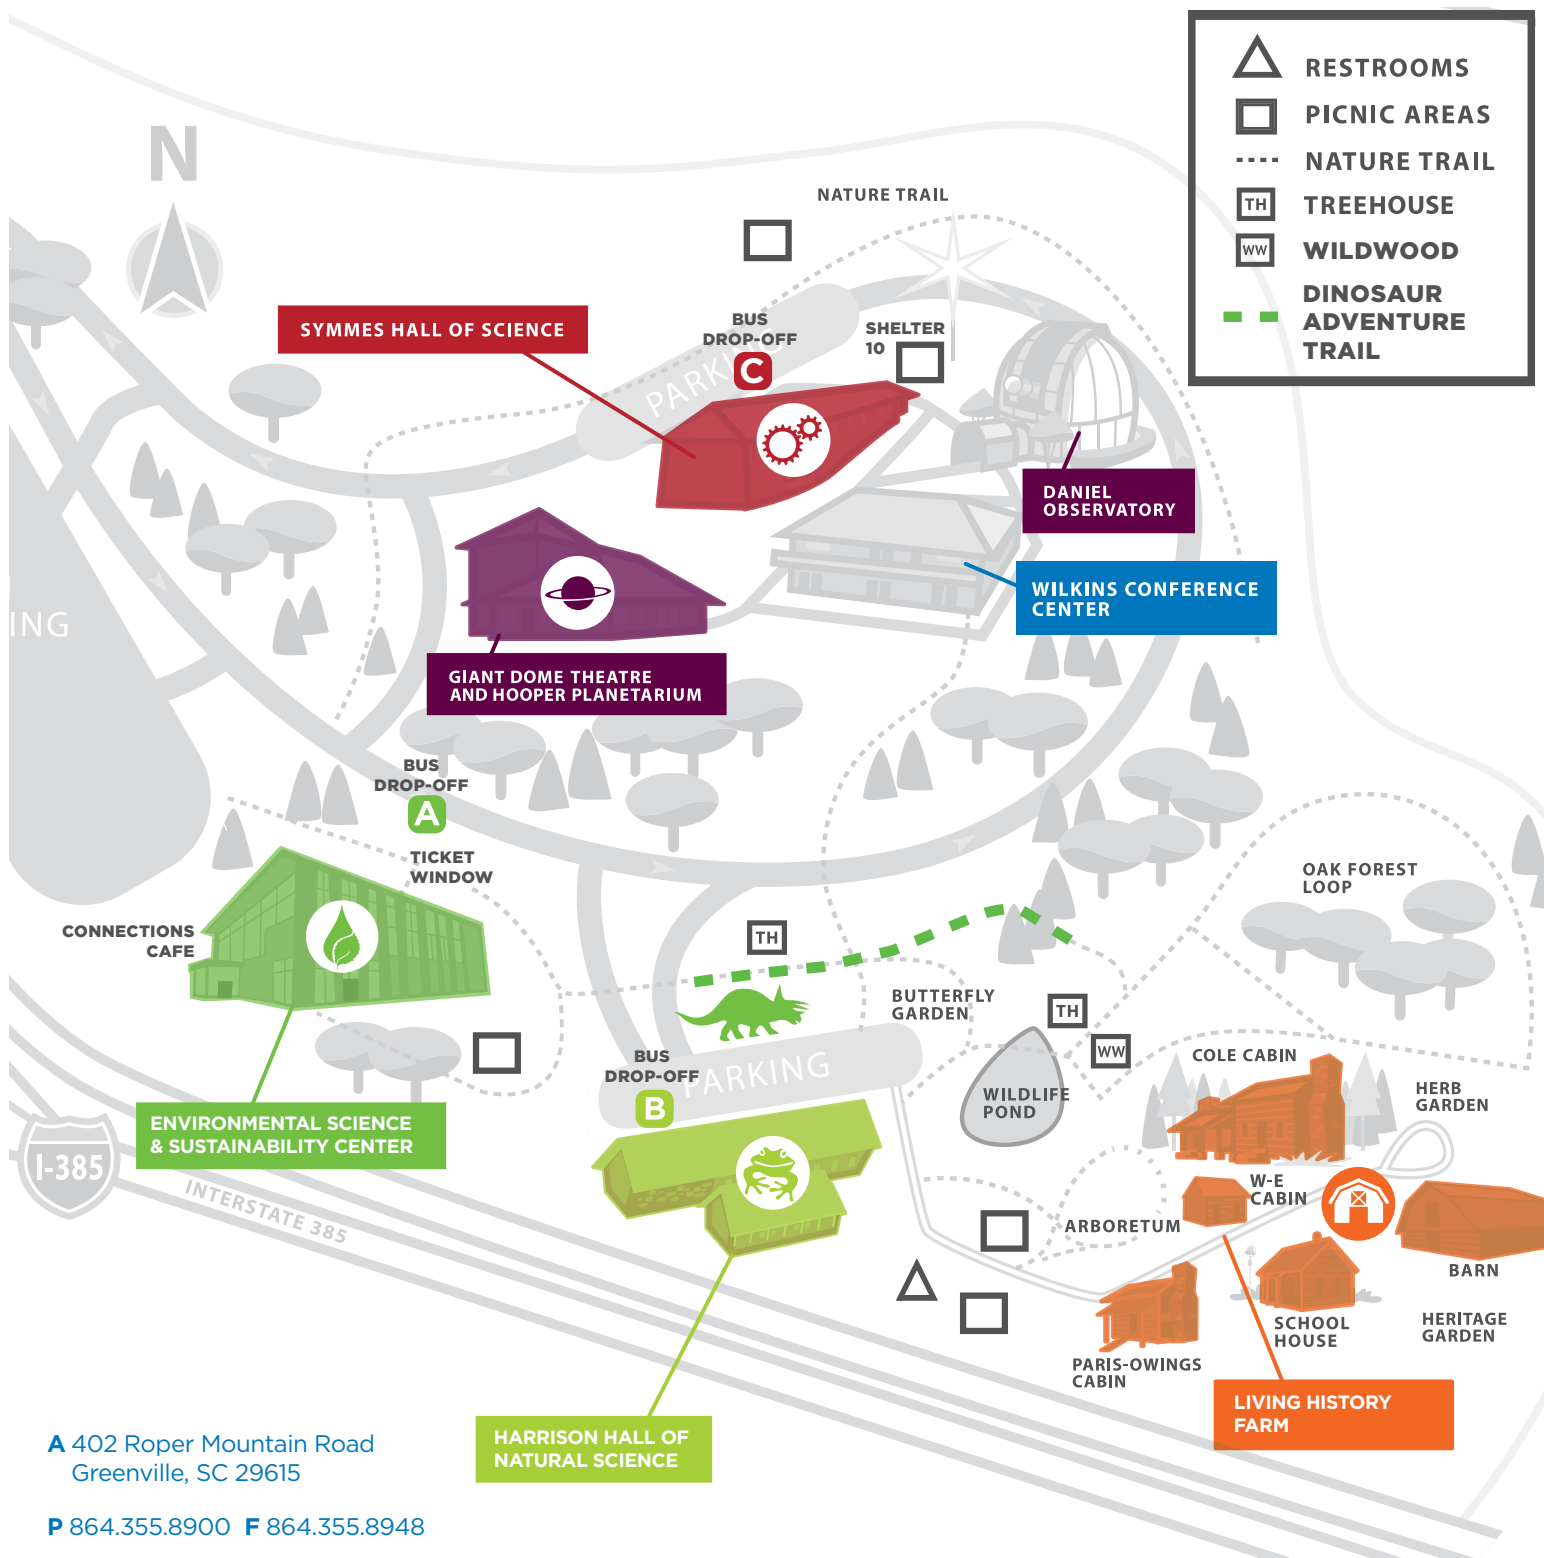 RESTROOMS
PICNIC AREAS
NATURE TRAIL
TH
TREEHOUSE
WW
WILDWOOD
DINOSAUR
ADVENTURE
TRAIL
N
NATURE TRAIL
SYMMES HALL OF SCIENCE
BUS
DROP-OFF
C
PARKING
SHELTER
10
DANIEL
OBSERVATORY
WILKINS CONFERENCE
CENTER
ING
GIANT DOME THEATRE
AND HOOPER PLANETARIUM
BUS
DROP-OFF
A
TICKET
WINDOW
CONNECTIONS
CAFE
OAK FOREST
LOOP
TH
BUTTERFLY
GARDEN
TH
WW
BUS
DROP-OFF
B
PARKING
WILDLIFE
POND
COLE CABIN
HERB
GARDEN
ENVIRONMENTAL SCIENCE
& SUSTAINABILITY CENTER
I-385
INTERSTATE 385
W-E
CABIN
ARBORETUM
BARN
SCHOOL
HOUSE
HERITAGE
GARDEN
PARIS-OWINGS
CABIN
LIVING HISTORY
FARM
HARRISON HALL OF
NATURAL SCIENCE
A 402 Roper Mountain Road
Greenville, SC 29615
P 864.355.8900 F 864.355.8948